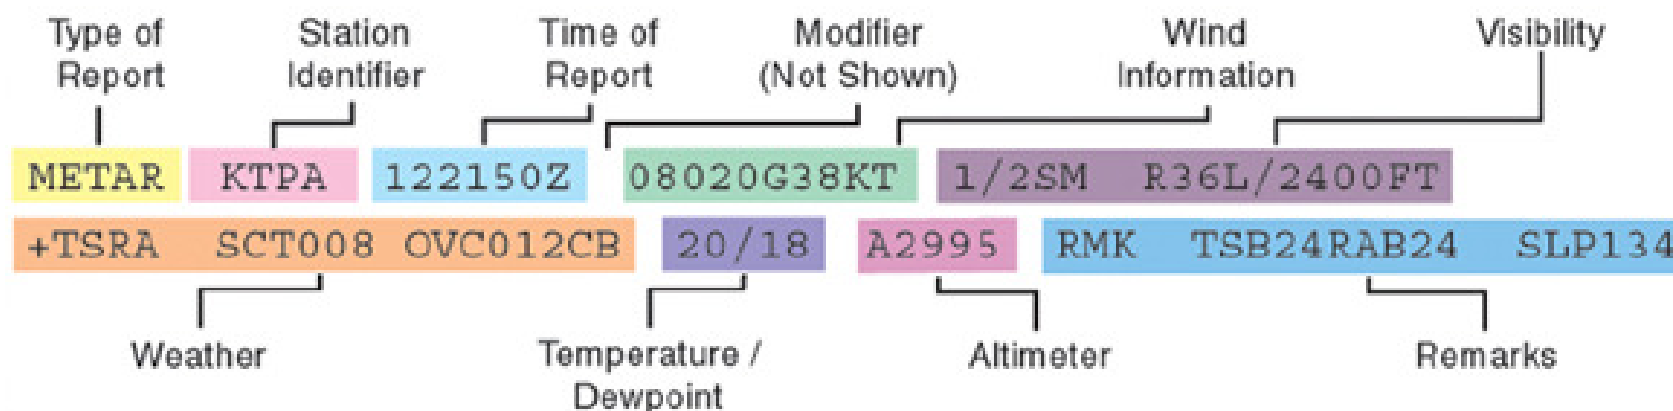 Type of Report
Station Identifier
Time of Report
Modifier (Not Shown)
Wind Information
Visibility
METAR KTPA 122150Z 08020G38KT 1/2SM R36L/2400FT
+TSRA SCT008 OVC012CB 20/18 A2995 RMK TSB24RAB24 SLP134
Weather
Temperature / Dewpoint
Altimeter
Remarks